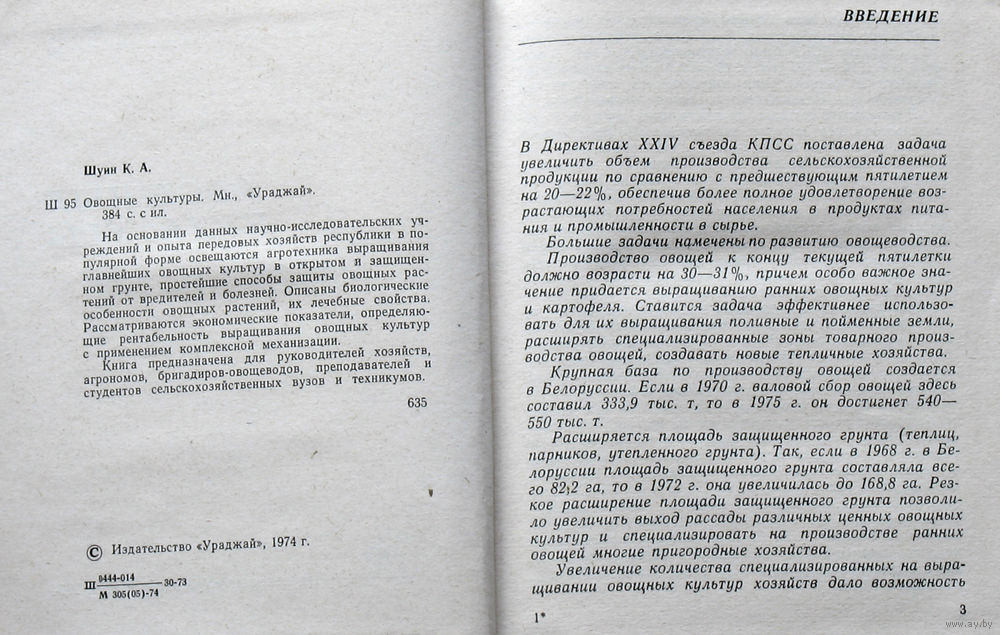 Шуин К. А.
Ш 95 Овощные культуры. Мн., «Ураджай».
384 с. с ил.
На основании данных научно-исследовательских уч-
реждений и опыта передовых хозяйств республики в по-
пулярной форме освещаются агротехника выращивания
главнейших овощных культур в открытом и защищен-
ном грунте, простейшие способы защиты овощных рас-
тений от вредителей и болезней. Описаны биологические
особенности овощных растений, их лечебные свойства.
Рассматриваются экономические показатели, определяю-
щие рентабельность выращивания овощных культур
с применением комплексной механизации.
Книга предназначена для руководителей хозяйств,
агрономов, бригадиров-овощеводов, преподавателей и
студентов сельскохозяйственных вузов и техникумов.
635
© Издательство «Ураджай», 1974 г.
Ш 0444-014 30-73
М 305(05)-74
ВВЕДЕНИЕ
В Директивах XXIV съезда КПСС поставлена задача
увеличить объем производства сельскохозяйственной
продукции по сравнению с предшествующим пятилетием
на 20—22%, обеспечив более полное удовлетворение воз-
растающих потребностей населения в продуктах пита-
ния и промышленности в сырье.
Большие задачи намечены по развитию овощеводства.
Производство овощей к концу текущей пятилетки
должно возрасти на 30—31%, причем особо важное зна-
чение придается выращиванию ранних овощных культур
и картофеля. Ставится задача эффективнее использо-
вать для их выращивания поливные и пойменные земли,
расширять специализированные зоны товарного произ-
водства овощей, создавать новые тепличные хозяйства.
Крупная база по производству овощей создается
в Белоруссии. Если в 1970 г. валовой сбор овощей здесь
составил 333,9 тыс. т, то в 1975 г. он достигнет 540—
550 тыс. т.
Расширяется площадь защищенного грунта (теплиц,
парников, утепленного грунта). Так, если в 1968 г. в Бе-
лоруссии площадь защищенного грунта составляла все-
го 82,2 га, то в 1972 г. она увеличилась до 168,8 га. Рез-
кое расширение площади защищенного грунта позволи-
ло увеличить выход рассады различных ценных овощных
культур и специализировать на производстве ранних
овощей многие пригородные хозяйства.
Увеличение количества специализированных на выра-
щивании овощных культур хозяйств дало возможность
1*
3
www.ay.by